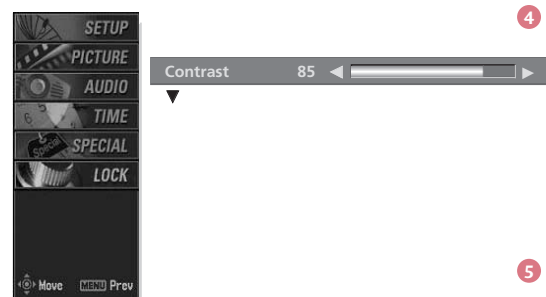 SETUP
4
PICTURE
Contrast 85
AUDIO
TIME
SPECIAL
LOCK
5
Move MENU Prev